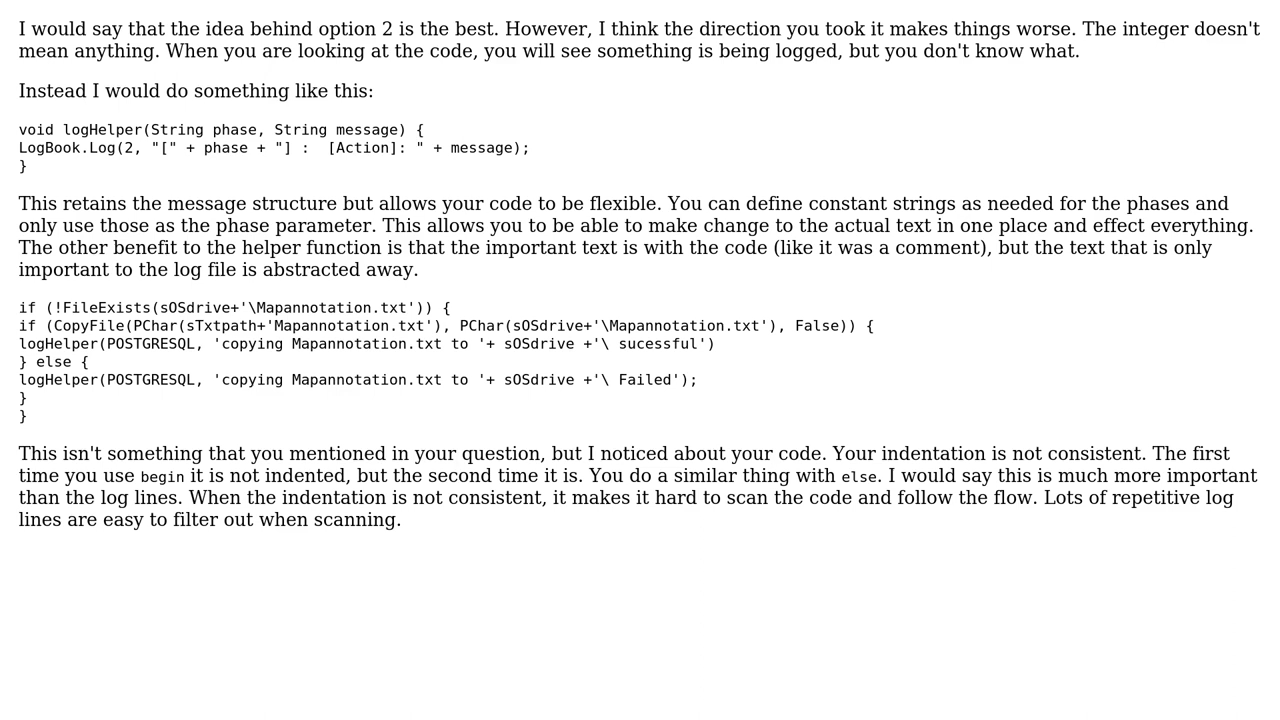 I would say that the idea behind option 2 is the best. However, I think the direction you took it makes things worse. The integer doesn't
mean anything. When you are looking at the code, you will see something is being logged, but you don't know what.
Instead I would do something like this:
void logHelper(String phase, String message) {
LogBook.Log(2, "[" + phase + "] :  [Action]: " + message);
}
This retains the message structure but allows your code to be flexible. You can define constant strings as needed for the phases and
only use those as the phase parameter. This allows you to be able to make change to the actual text in one place and effect everything.
The other benefit to the helper function is that the important text is with the code (like it was a comment), but the text that is only
important to the log file is abstracted away.
if (!FileExists(sOSdrive+'\Mapannotation.txt')) {
if (CopyFile(PChar(sTxtpath+'Mapannotation.txt'), PChar(sOSdrive+'\Mapannotation.txt'), False)) {
logHelper(POSTGRESQL, 'copying Mapannotation.txt to '+ sOSdrive +'\ sucessful')
} else {
logHelper(POSTGRESQL, 'copying Mapannotation.txt to '+ sOSdrive +'\ Failed');
}
}
This isn't something that you mentioned in your question, but I noticed about your code. Your indentation is not consistent. The first
time you use begin it is not indented, but the second time it is. You do a similar thing with else. I would say this is much more important
than the log lines. When the indentation is not consistent, it makes it hard to scan the code and follow the flow. Lots of repetitive log
lines are easy to filter out when scanning.